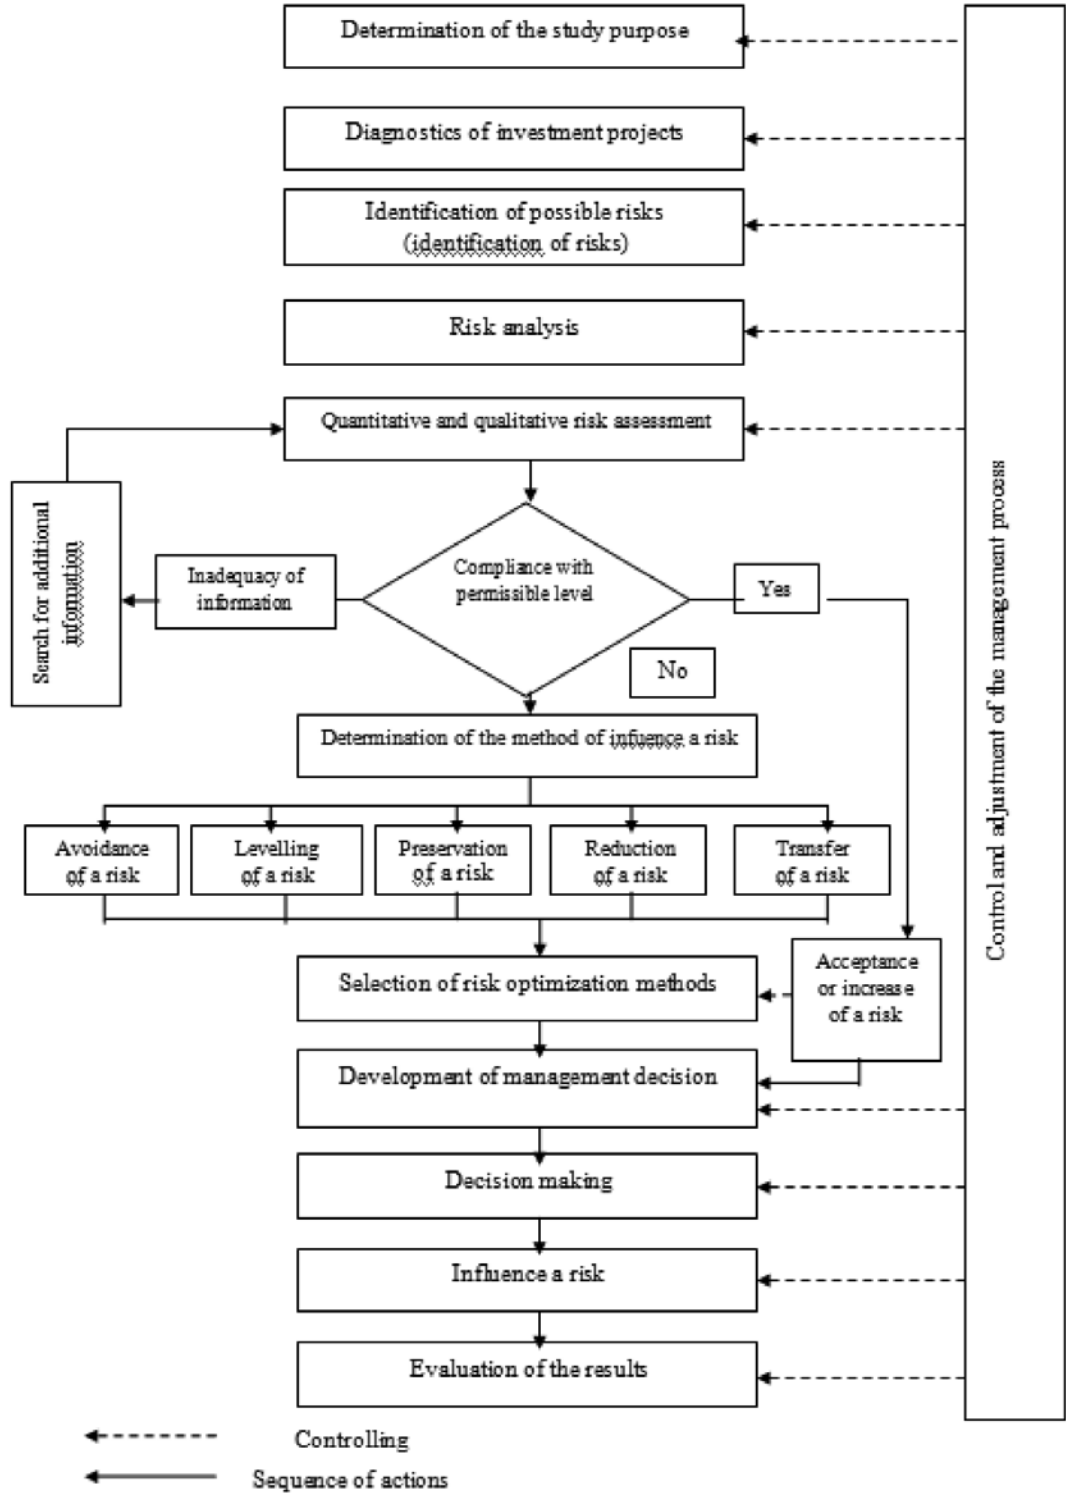 Determination of the study purpose
Diagnostics of investment projects
Identification of possible risks
(identification of risks)
Risk analysis
Quantitative and qualitative risk assessment
Search for additional
information
Inadequacy of
information
Compliance with
permissible level
Yes
No
Determination of the method of infuence a risk
Avoidance
of a risk
Levelling
of a risk
Preservation
of a risk
Reduction
of a risk
Transfer
of a risk
Selection of risk optimization methods
Acceptance
or increase
of a risk
Development of management decision
Decision making
Influence a risk
Evaluation of the results
Control and adjustment of the management process
Controlling
Sequence of actions